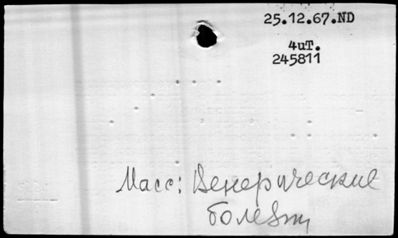 25.12.67.ND
4uT.
245811
Масс: Венерические
болезни